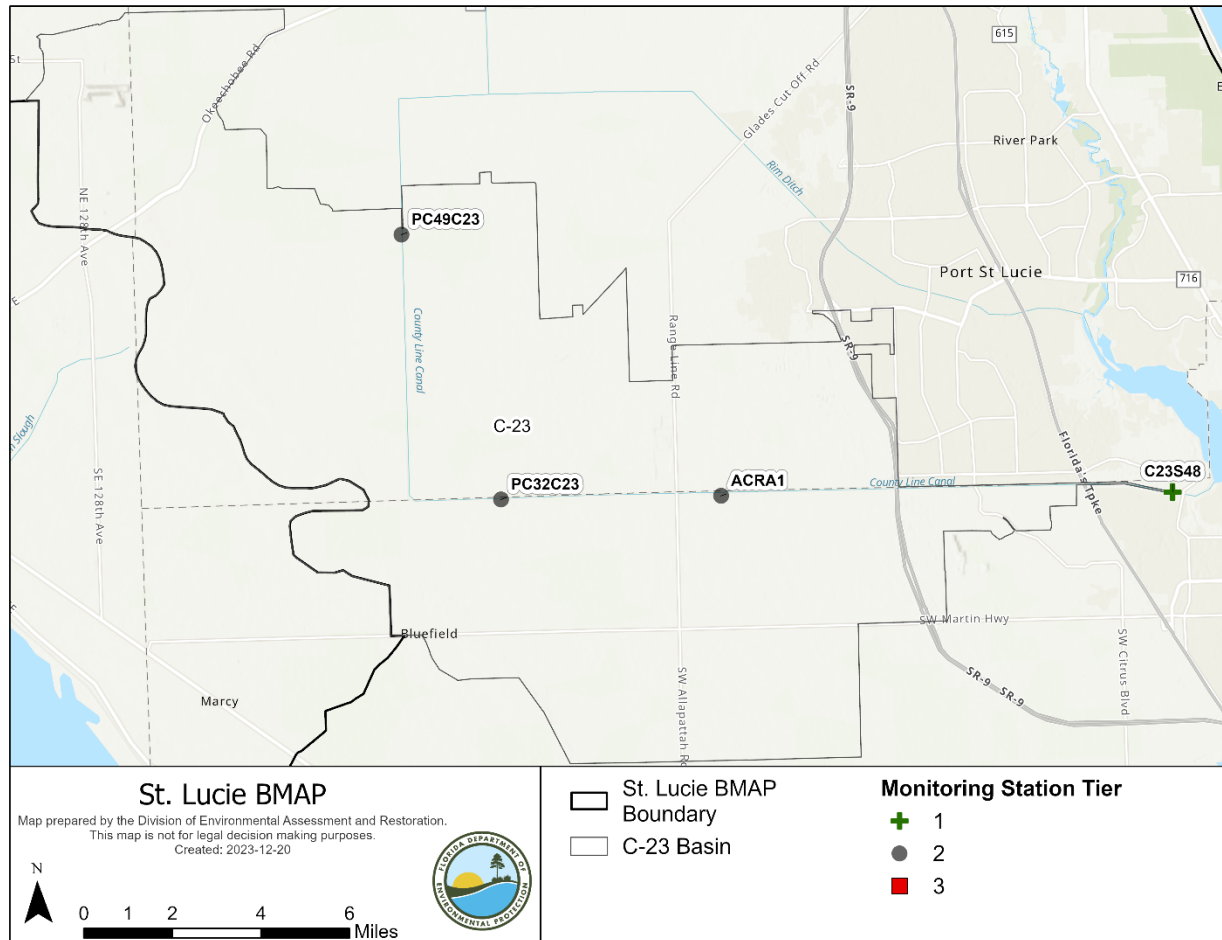 615
Okeechobee Rd
SR-9
Glades Cut Off Rd
St
River Park
Rim Ditch
NE 128th Ave
PC49C23
Port St Lucie
716
E
County Line Canal
Range Line Rd
SR-9
Slough
C-23
Florida's Tpke
SE 128th Ave
PC32C23
ACRA1
County Line Canal
C23S48
Bluefield
SW Martin Hwy
SW Allapattah Rd
SW Citrus Blvd
Marcy
SR-9
SR-9
St. Lucie BMAP
Map prepared by the Division of Environmental Assessment and Restoration.
This map is not for legal decision making purposes.
Created: 2023-12-20
N
0 1 2 4 6
Miles
FLORIDA DEPARTMENT OF
ENVIRONMENTAL PROTECTION
St. Lucie BMAP
Boundary
C-23 Basin
Monitoring Station Tier
1
2
3